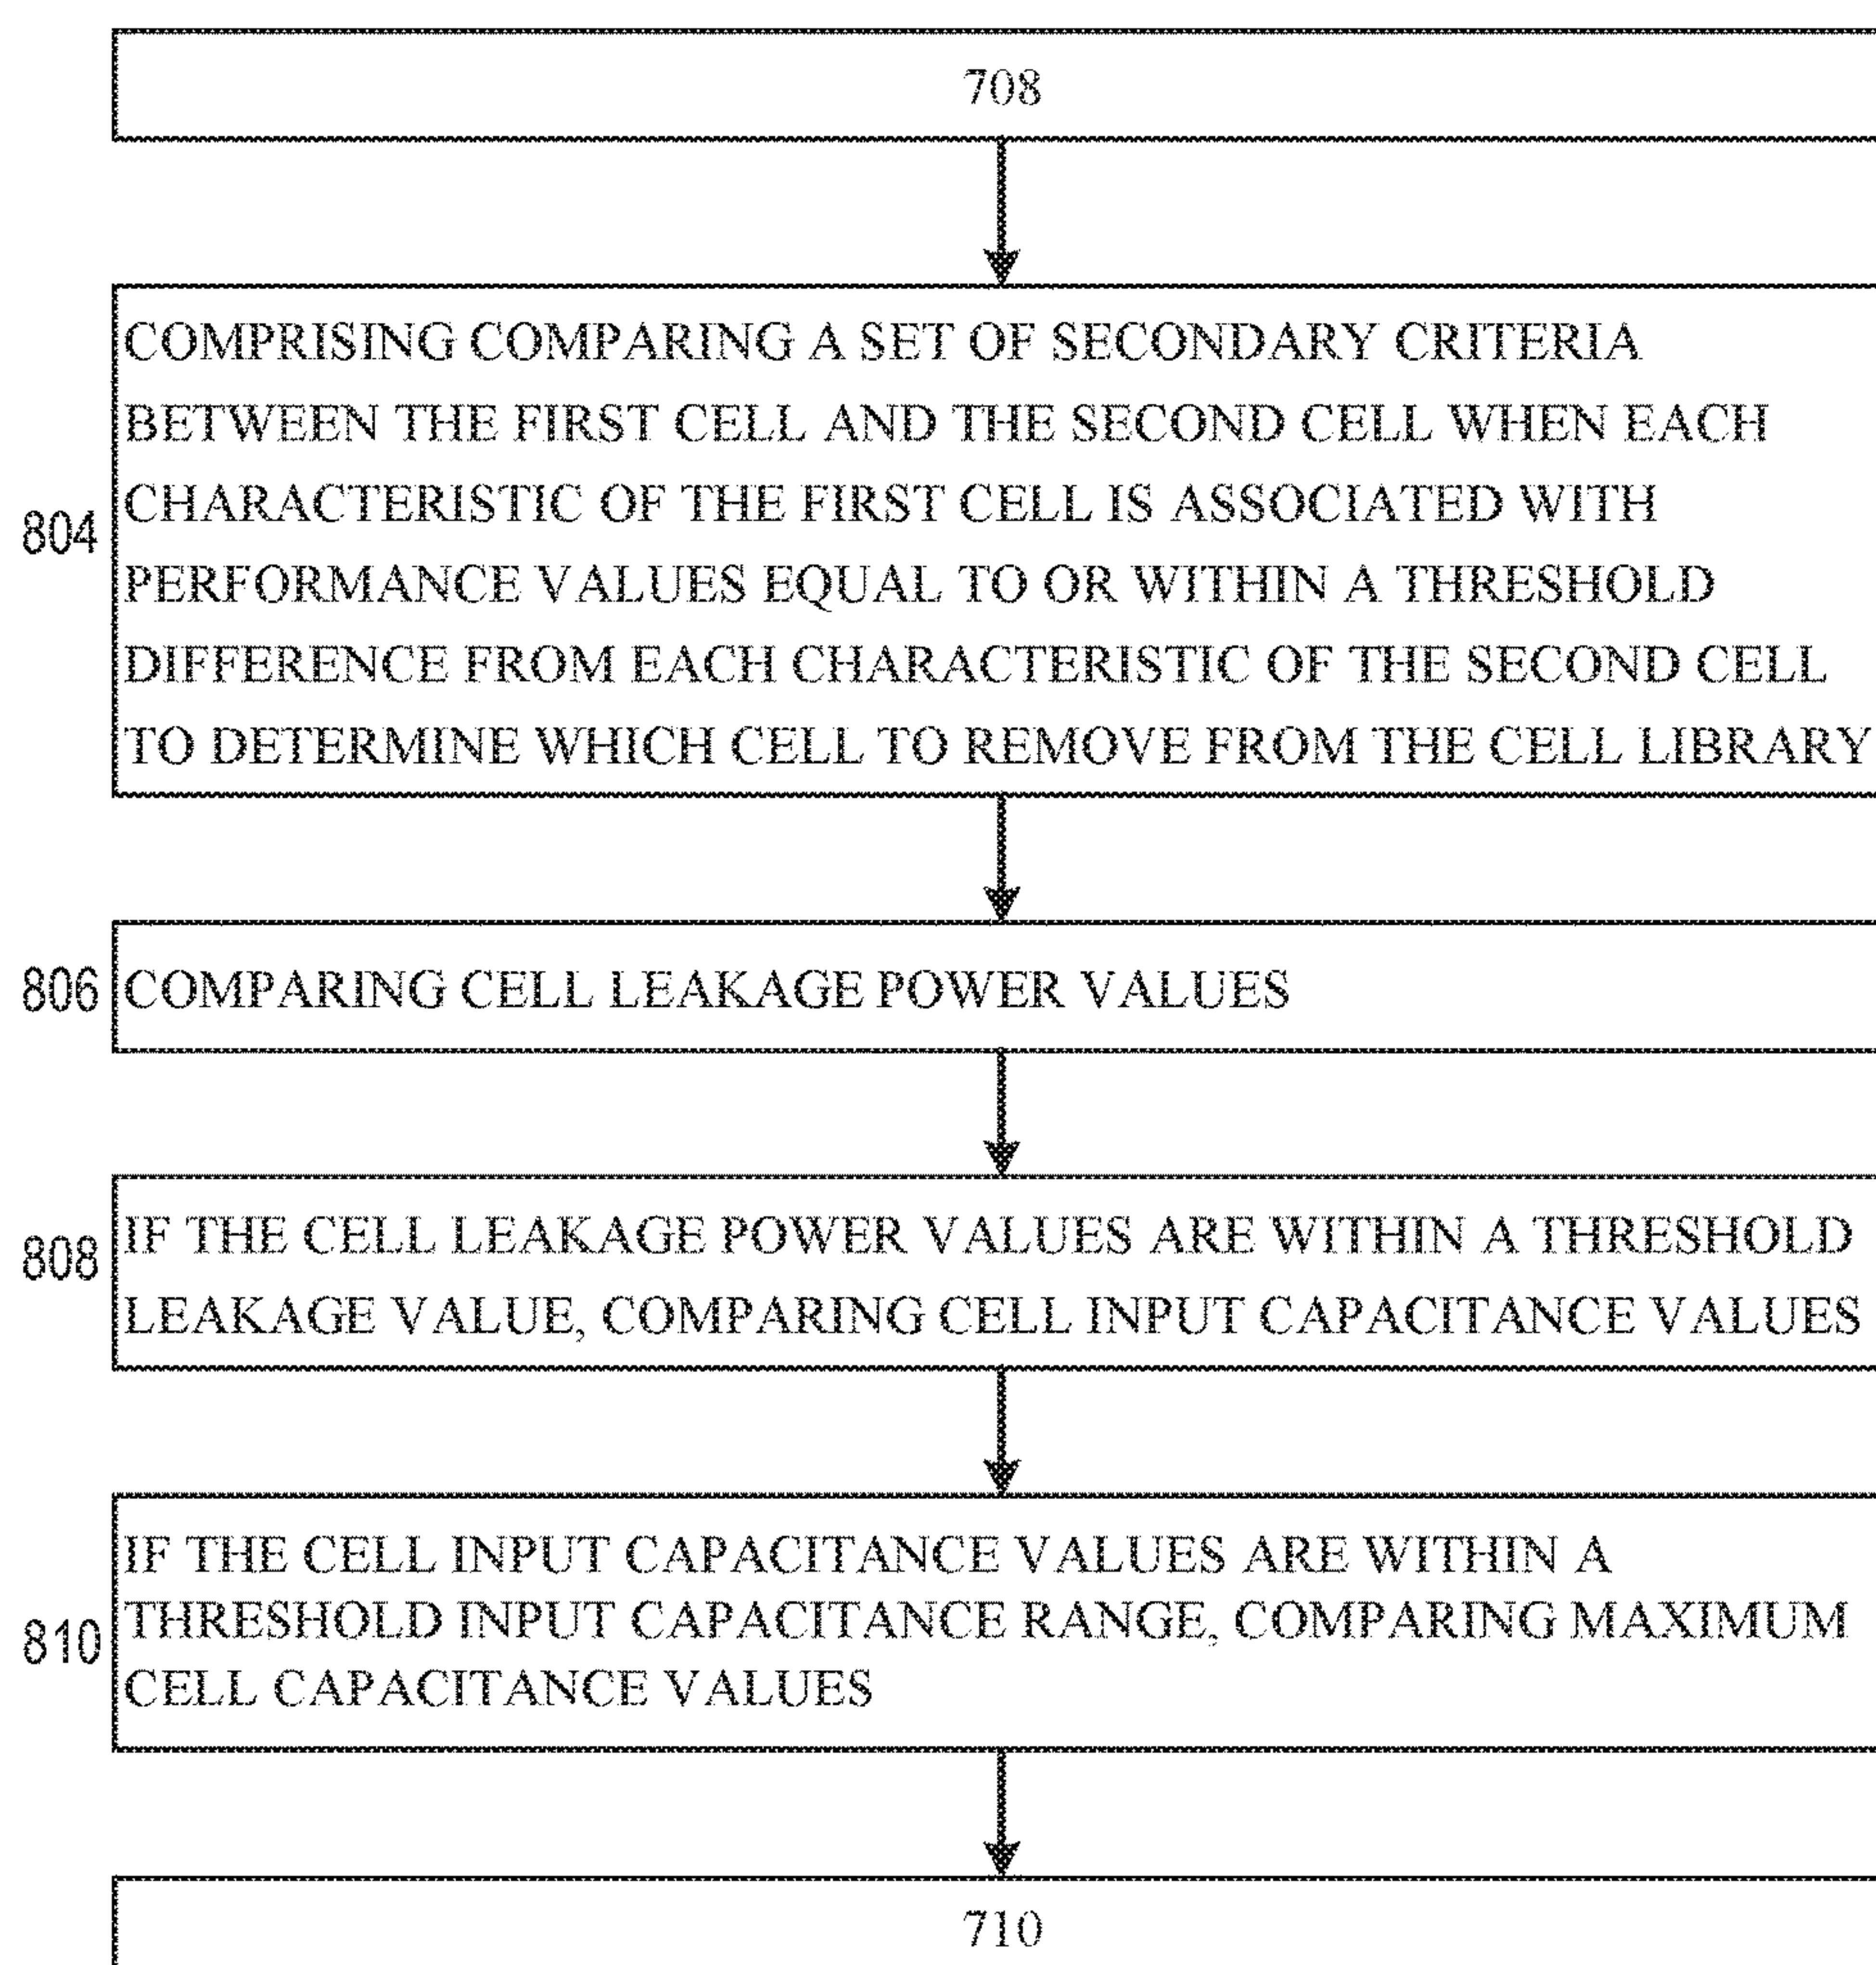 708
COMPRISING COMPARING A SET OF SECONDARY CRITERIA
BETWEEN THE FIRST CELL AND THE SECOND CELL WHEN EACH
CHARACTERISTIC OF THE FIRST CELL IS ASSOCIATED WITH
804
PERFORMANCE VALUES EQUAL TO OR WITHIN A THRESHOLD
DIFFERENCE FROM EACH CHARACTERISTIC OF THE SECOND CELL
TO DETERMINE WHICH CELL TO REMOVE FROM THE CELL LIBRARY
806
COMPARING CELL LEAKAGE POWER VALUES
808
IF THE CELL LEAKAGE POWER VALUES ARE WITHIN A THRESHOLD
LEAKAGE VALUE, COMPARING CELL INPUT CAPACITANCE VALUES
810
IF THE CELL INPUT CAPACITANCE VALUES ARE WITHIN A
THRESHOLD INPUT CAPACITANCE RANGE, COMPARING MAXIMUM
CELL CAPACITANCE VALUES
710